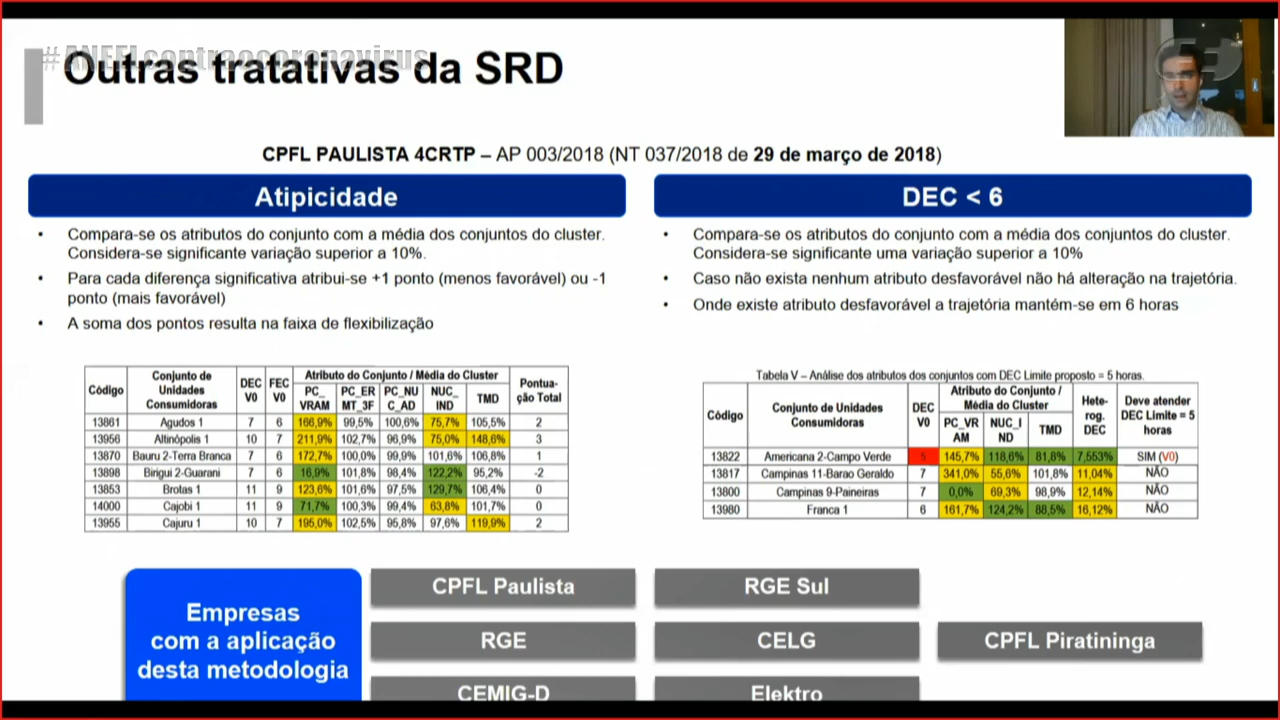 #ANEELcontraocoronavirus
Outras tratativas da SRD
CPFL PAULISTA 4CRTP – AP 003/2018 (NT 037/2018 de 29 de março de 2018)
Atipicidade
• Compara-se os atributos do conjunto com a média dos conjuntos do cluster.
Considera-se significante variação superior a 10%.
• Para cada diferença significativa atribui-se +1 ponto (menos favorável) ou -1
ponto (mais favorável)
• A soma dos pontos resulta na faixa de flexibilização
Código Conjunto de Unidades Consumidoras DEC V0 FEC V0 Atributo do Conjunto / Média do Cluster Pontua-ção Total
PC_VRAM PC_ERMT_3F PC_NUC_AD NUC_IND TMD
13861 Agudos 1 7 6 166,9% 99,5% 100,6% 75,7% 105,5% 2
13956 Altinópolis 1 10 7 211,9% 102,7% 96,9% 75,0% 148,6% 3
13870 Bauru 2-Terra Branca 7 6 172,7% 100,0% 99,9% 101,6% 106,8% 1
13898 Birigui 2-Guarani 7 6 16,9% 101,8% 98,4% 122,2% 95,2% -2
13853 Brotas 1 11 9 123,6% 101,6% 97,5% 129,7% 106,4% 0
14000 Cajobi 1 11 9 71,7% 100,3% 99,4% 63,8% 101,7% 0
13955 Cajuru 1 10 7 195,0% 102,5% 95,8% 97,6% 119,9% 2
DEC < 6
• Compara-se os atributos do conjunto com a média dos conjuntos do cluster.
Considera-se significante uma variação superior a 10%
• Caso não exista nenhum atributo desfavorável não há alteração na trajetória.
• Onde existe atributo desfavorável a trajetória mantém-se em 6 horas
Tabela V – Análise dos atributos dos conjuntos com DEC Limite proposto = 5 horas.
Código Conjunto de Unidades Consumidoras DEC V0 Atributo do Conjunto / Média do Cluster Hete-rog. DEC Deve atender DEC Limite = 5 horas
PC_VRAM NUC_IND TMD
13822 Americana 2-Campo Verde 5 145,7% 118,6% 81,8% 7,553% SIM (V0)
13817 Campinas 11-Barao Geraldo 7 341,0% 55,6% 101,8% 11,04% NÃO
13800 Campinas 9-Paineiras 7 0,0% 69,3% 98,9% 12,14% NÃO
13980 Franca 1 6 161,7% 124,2% 88,5% 16,12% NÃO
Empresas
com a aplicação
desta metodologia
CPFL Paulista RGE Sul
RGE CELG CPFL Piratininga
CEMIG-D Elektro